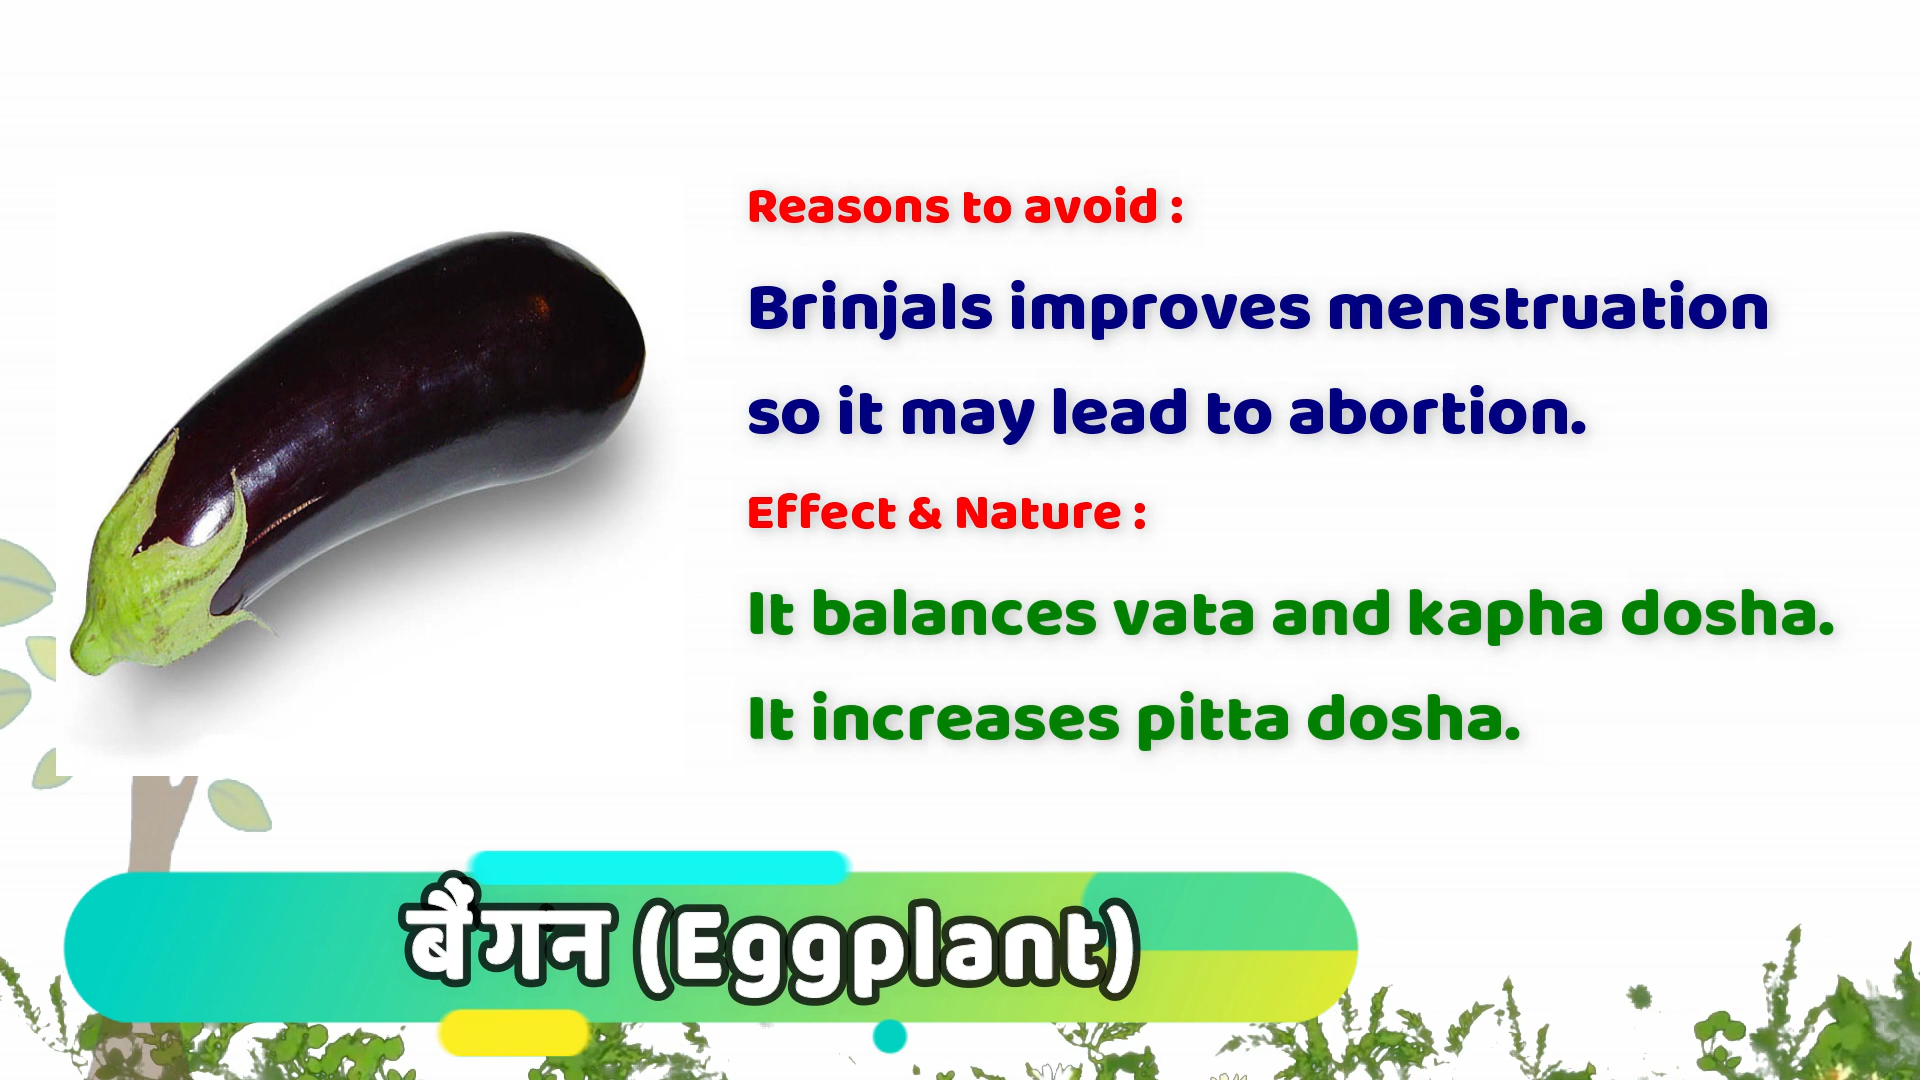 Reasons to avoid :
Brinjals improves menstruation
so it may lead to abortion.
Effect & Nature :
It balances vata and kapha dosha.
It increases pitta dosha.
बैंगन (Eggplant)